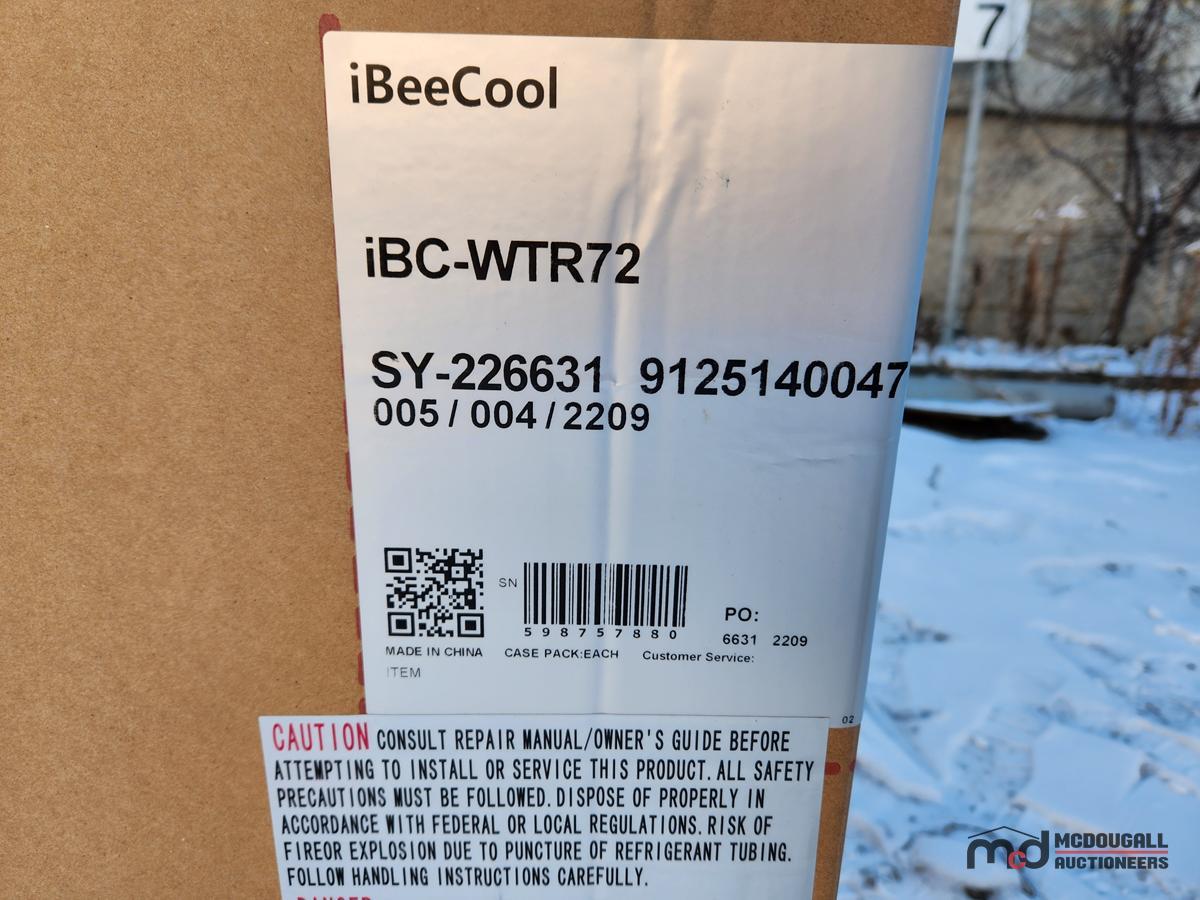 7
iBeeCool
iBC-WTR72
SY-226631 9125140047
005 / 004 / 2209
SN
598757880
PO:
6631 2209
MADE IN CHINA CASE PACK:EACH Customer Service:
ITEM
02
CAUTION CONSULT REPAIR MANUAL/OWNER'S GUIDE BEFORE
ATTEMPTING TO INSTALL OR SERVICE THIS PRODUCT. ALL SAFETY
PRECAUTIONS MUST BE FOLLOWED. DISPOSE OF PROPERLY IN
ACCORDANCE WITH FEDERAL OR LOCAL REGULATIONS. RISK OF
FIREOR EXPLOSION DUE TO PUNCTURE OF REFRIGERANT TUBING.
FOLLOW HANDLING INSTRUCTIONS CAREFULLY.
DANGER
mcd MCDOUGALL
AUCTIONEERS